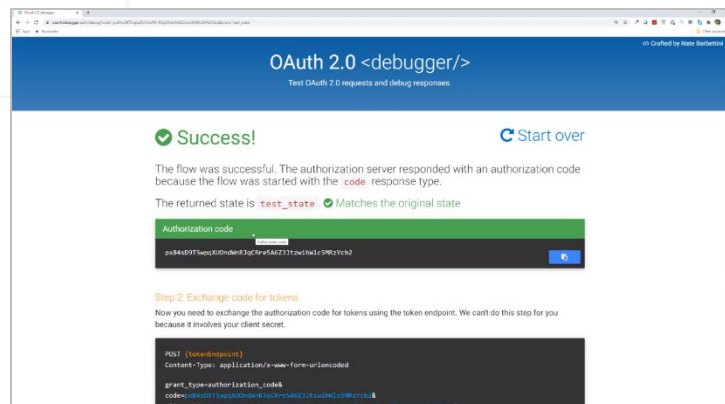 OAuth 2.0 debugger
</> Crafted by Nate Barbettini
OAuth 2.0 <debugger/>
Test OAuth 2.0 requests and debug responses.
Success!
Start over
The flow was successful. The authorization server responded with an authorization code
because the flow was started with the code response type.
The returned state is test_state. Matches the original state
Authorization code
Step 2: Exchange code for tokens
Now you need to exchange the authorization code for tokens using the token endpoint. We can't do this step for you
because it involves your client secret.
POST {tokenEndpoint}
Content-Type: application/x-www-form-urlencoded
grant_type=authorization_code&